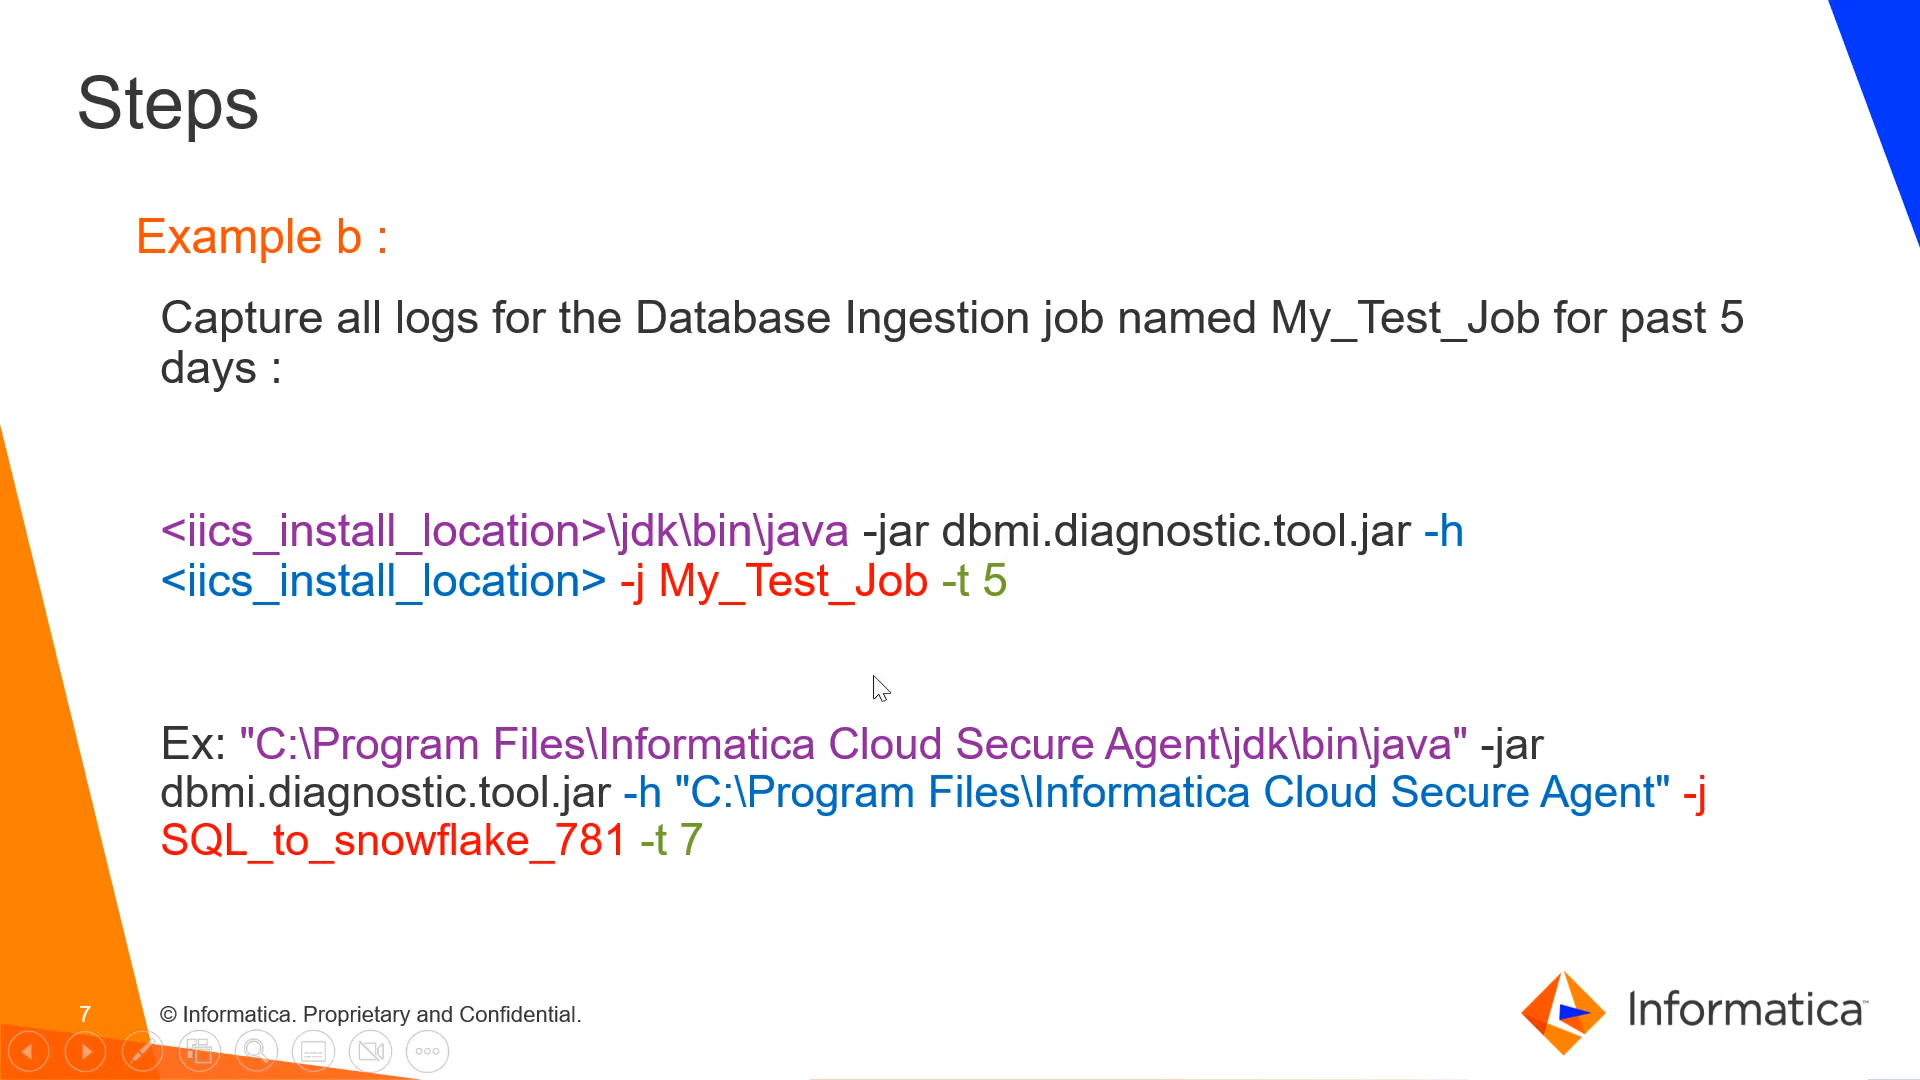 Steps
Example b :
Capture all logs for the Database Ingestion job named My_Test_Job for past 5
days :
<iics_install_location>\jdk\bin\java -jar dbmi.diagnostic.tool.jar -h
<iics_install_location> -j My_Test_Job -t 5
Ex: "C:\Program Files\Informatica Cloud Secure Agent\jdk\bin\java" -jar
dbmi.diagnostic.tool.jar -h "C:\Program Files\Informatica Cloud Secure Agent" -j
SQL_to_snowflake_781 -t 7
7 © Informatica. Proprietary and Confidential.
Informatica™